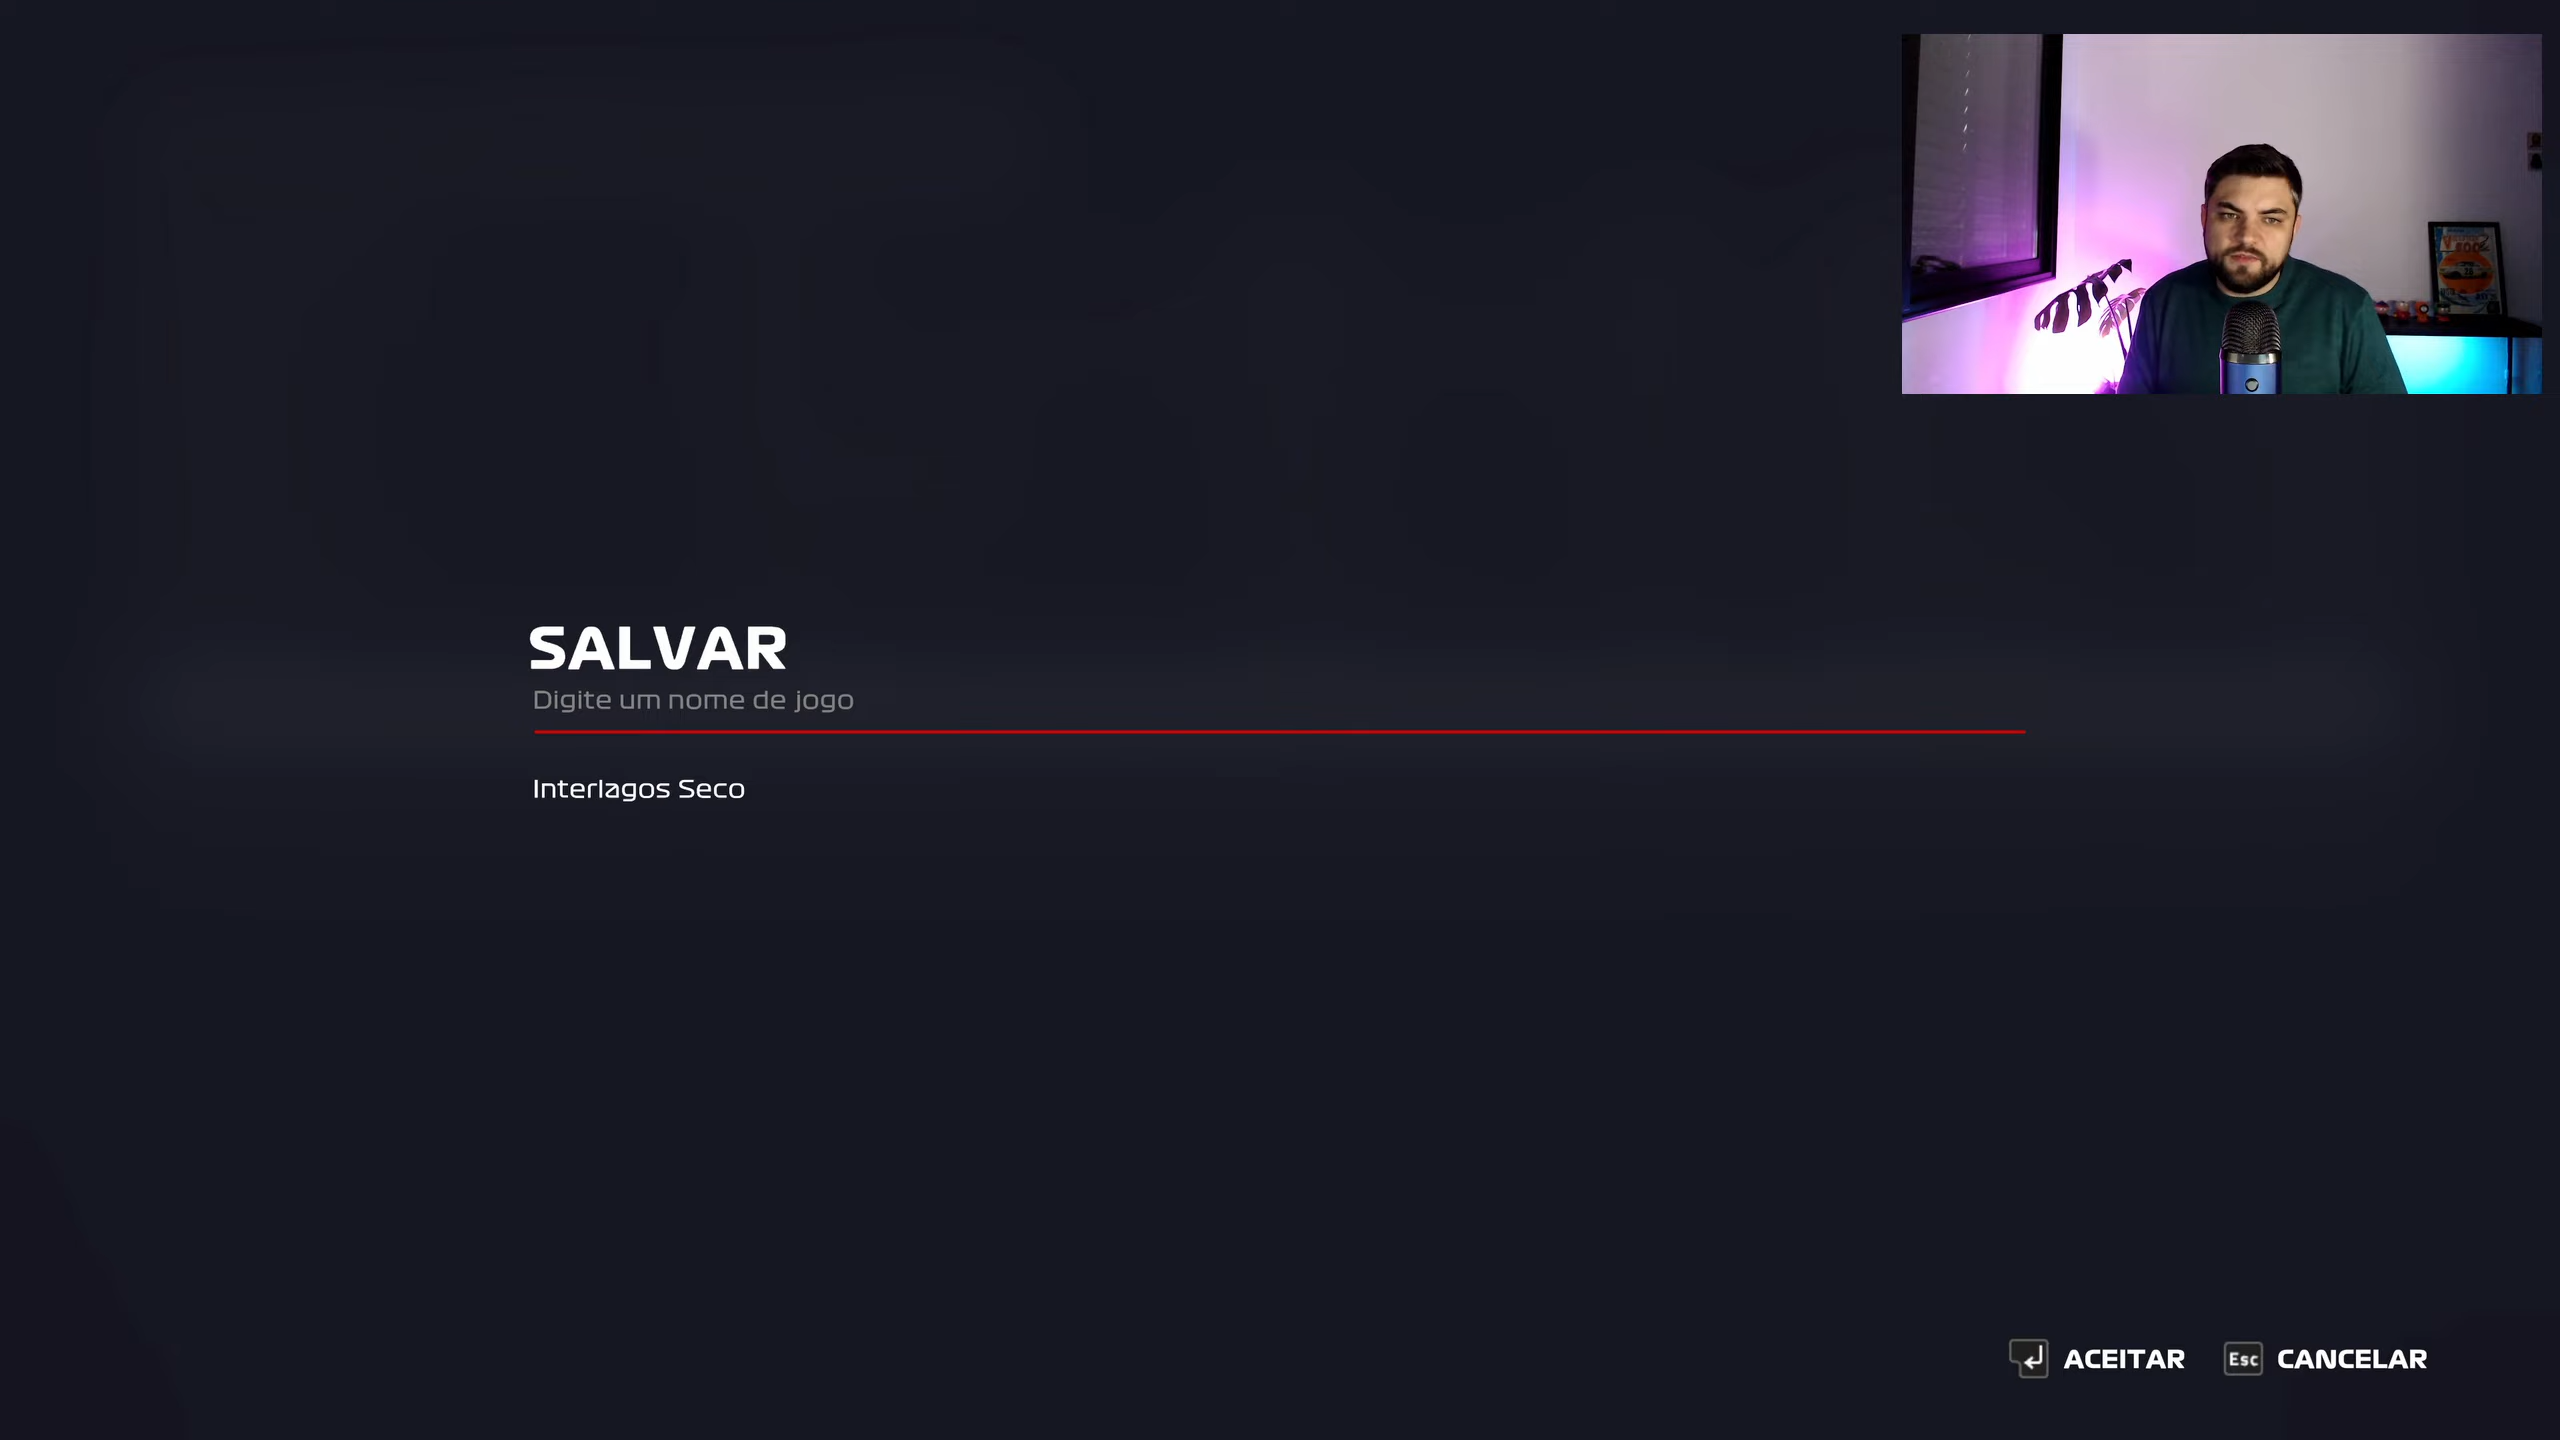 SALVAR
Digite um nome de jogo
Interlagos Seco
ACEITAR
Esc CANCELAR